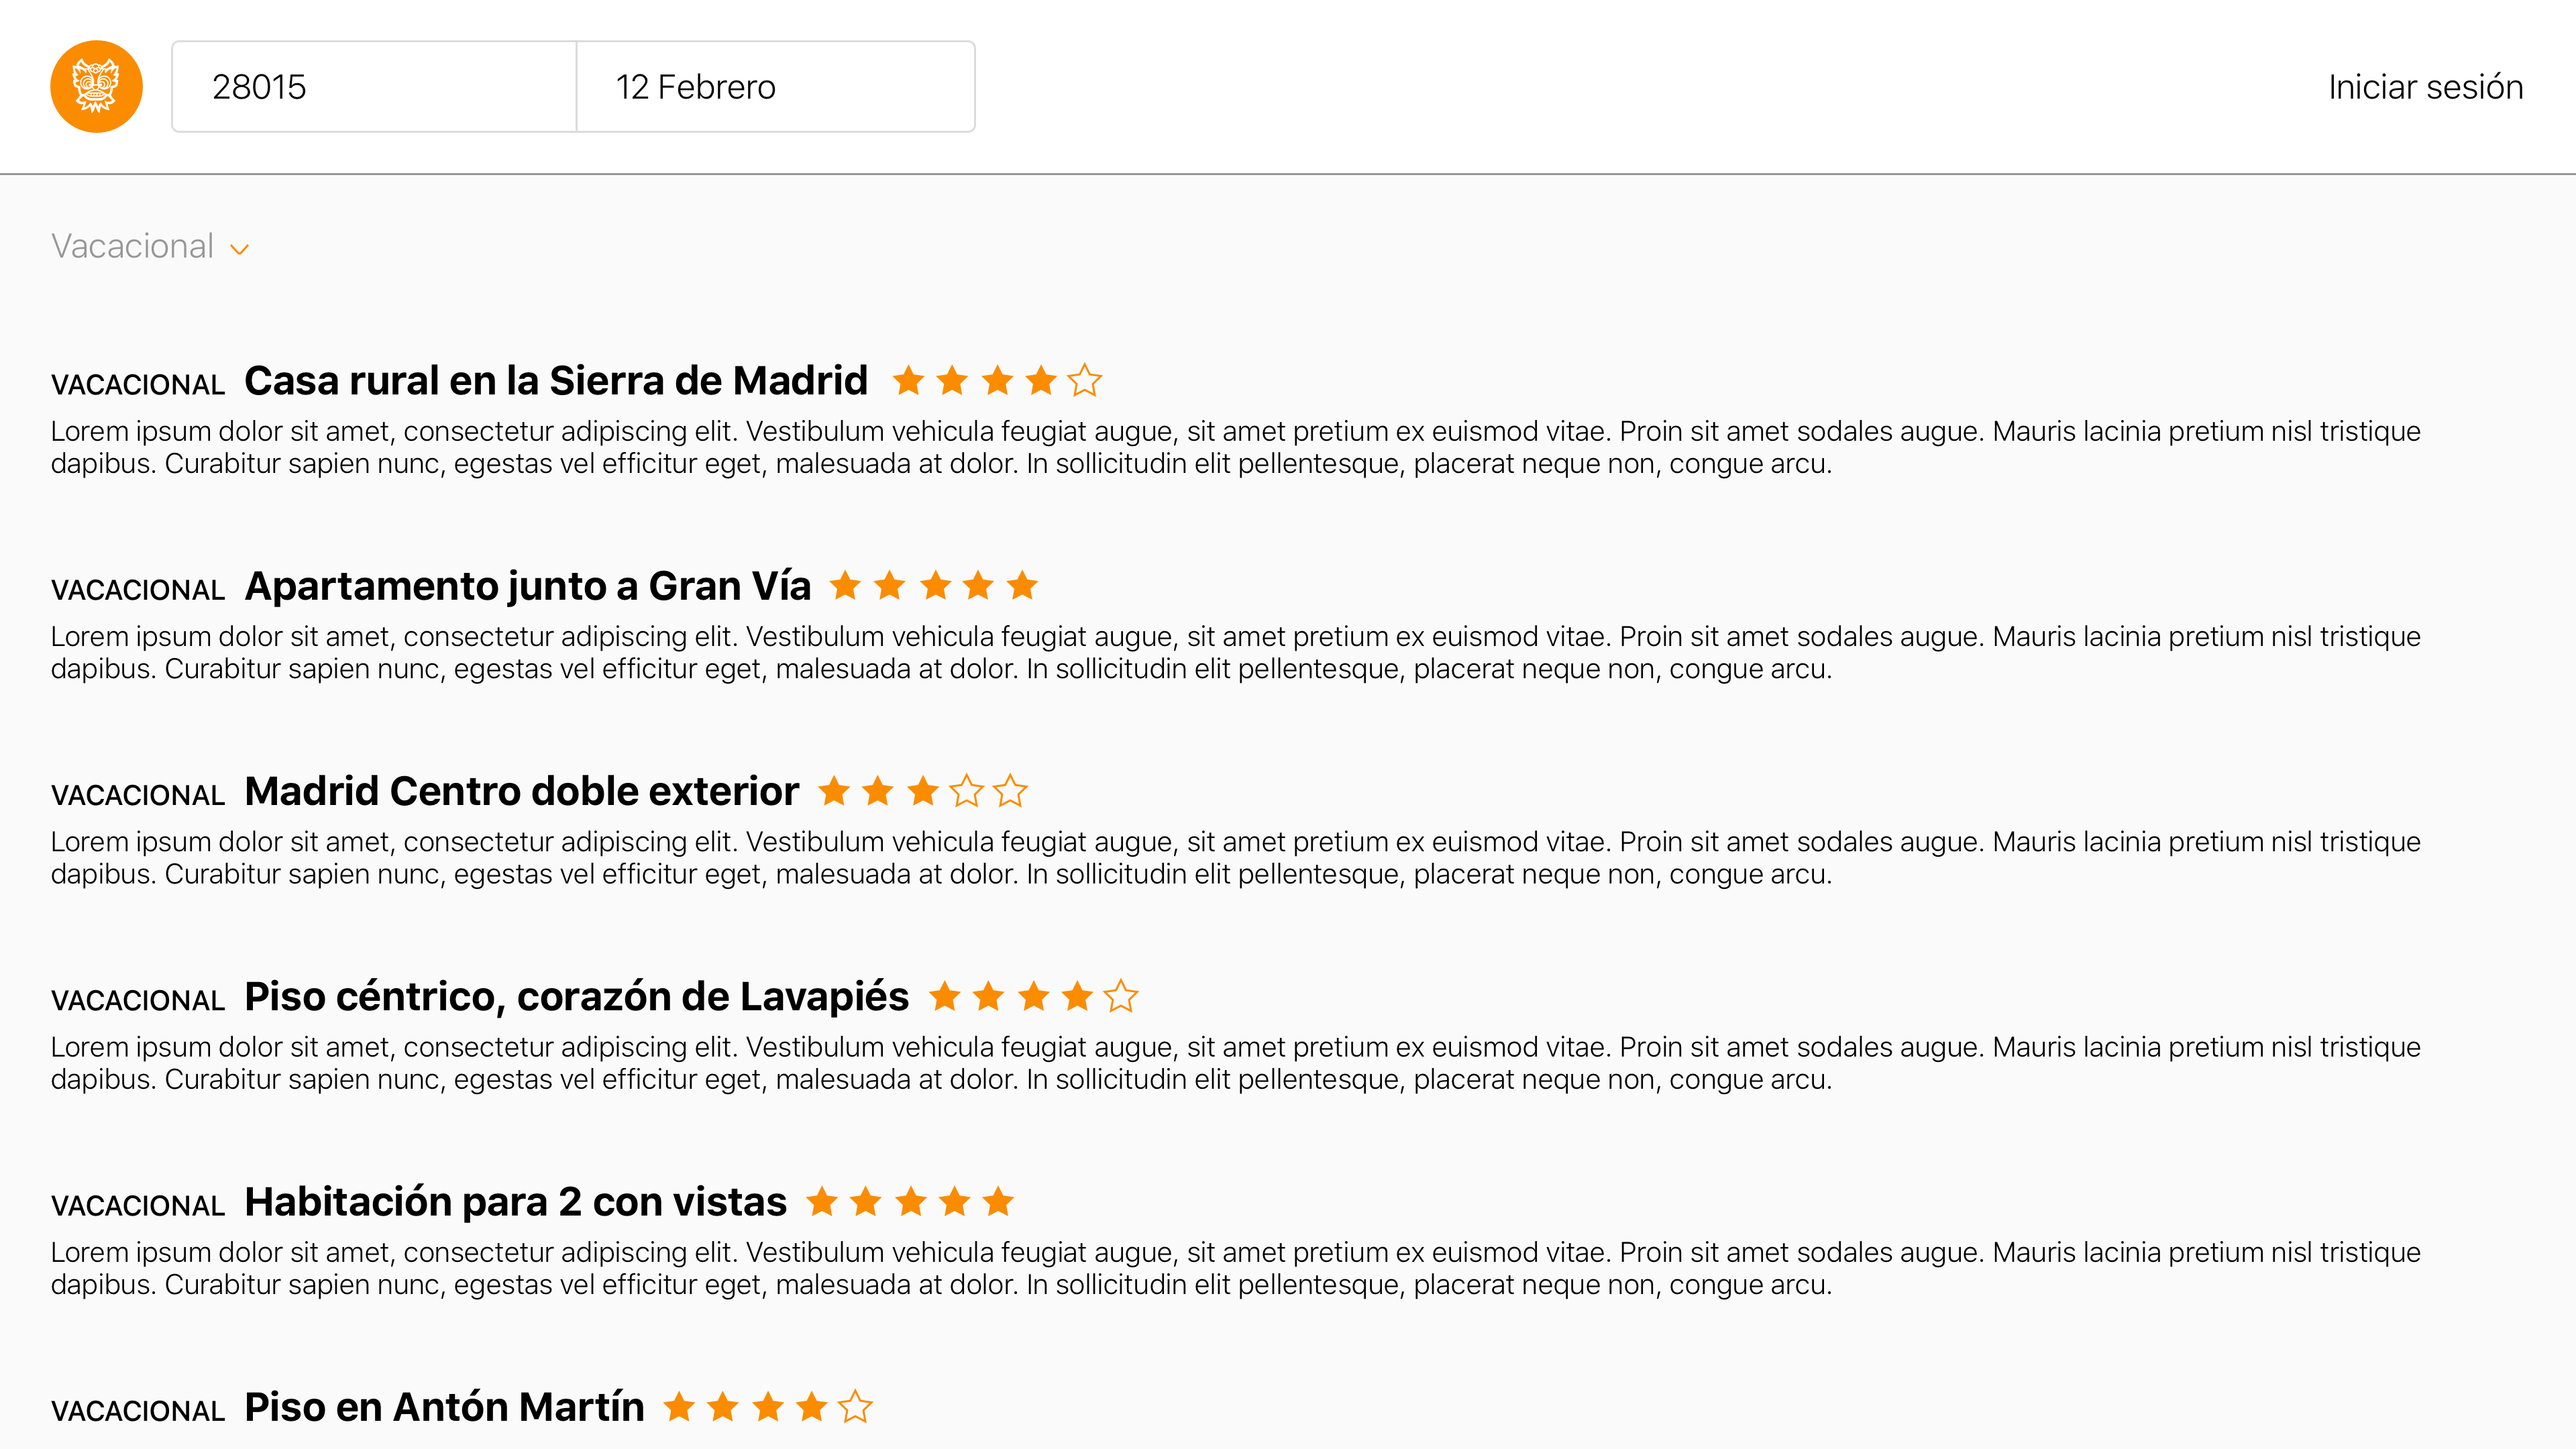 28015
12 Febrero
Iniciar sesión
Vacacional
VACACIONAL Casa rural en la Sierra de Madrid
Lorem ipsum dolor sit amet, consectetur adipiscing elit. Vestibulum vehicula feugiat augue, sit amet pretium ex euismod vitae. Proin sit amet sodales augue. Mauris lacinia pretium nisl tristique
dapibus. Curabitur sapien nunc, egestas vel efficitur eget, malesuada at dolor. In sollicitudin elit pellentesque, placerat neque non, congue arcu.
VACACIONAL Apartamento junto a Gran Vía
Lorem ipsum dolor sit amet, consectetur adipiscing elit. Vestibulum vehicula feugiat augue, sit amet pretium ex euismod vitae. Proin sit amet sodales augue. Mauris lacinia pretium nisl tristique
dapibus. Curabitur sapien nunc, egestas vel efficitur eget, malesuada at dolor. In sollicitudin elit pellentesque, placerat neque non, congue arcu.
VACACIONAL Madrid Centro doble exterior
Lorem ipsum dolor sit amet, consectetur adipiscing elit. Vestibulum vehicula feugiat augue, sit amet pretium ex euismod vitae. Proin sit amet sodales augue. Mauris lacinia pretium nisl tristique
dapibus. Curabitur sapien nunc, egestas vel efficitur eget, malesuada at dolor. In sollicitudin elit pellentesque, placerat neque non, congue arcu.
VACACIONAL Piso céntrico, corazón de Lavapiés
Lorem ipsum dolor sit amet, consectetur adipiscing elit. Vestibulum vehicula feugiat augue, sit amet pretium ex euismod vitae. Proin sit amet sodales augue. Mauris lacinia pretium nisl tristique
dapibus. Curabitur sapien nunc, egestas vel efficitur eget, malesuada at dolor. In sollicitudin elit pellentesque, placerat neque non, congue arcu.
VACACIONAL Habitación para 2 con vistas
Lorem ipsum dolor sit amet, consectetur adipiscing elit. Vestibulum vehicula feugiat augue, sit amet pretium ex euismod vitae. Proin sit amet sodales augue. Mauris lacinia pretium nisl tristique
dapibus. Curabitur sapien nunc, egestas vel efficitur eget, malesuada at dolor. In sollicitudin elit pellentesque, placerat neque non, congue arcu.
VACACIONAL Piso en Antón Martín